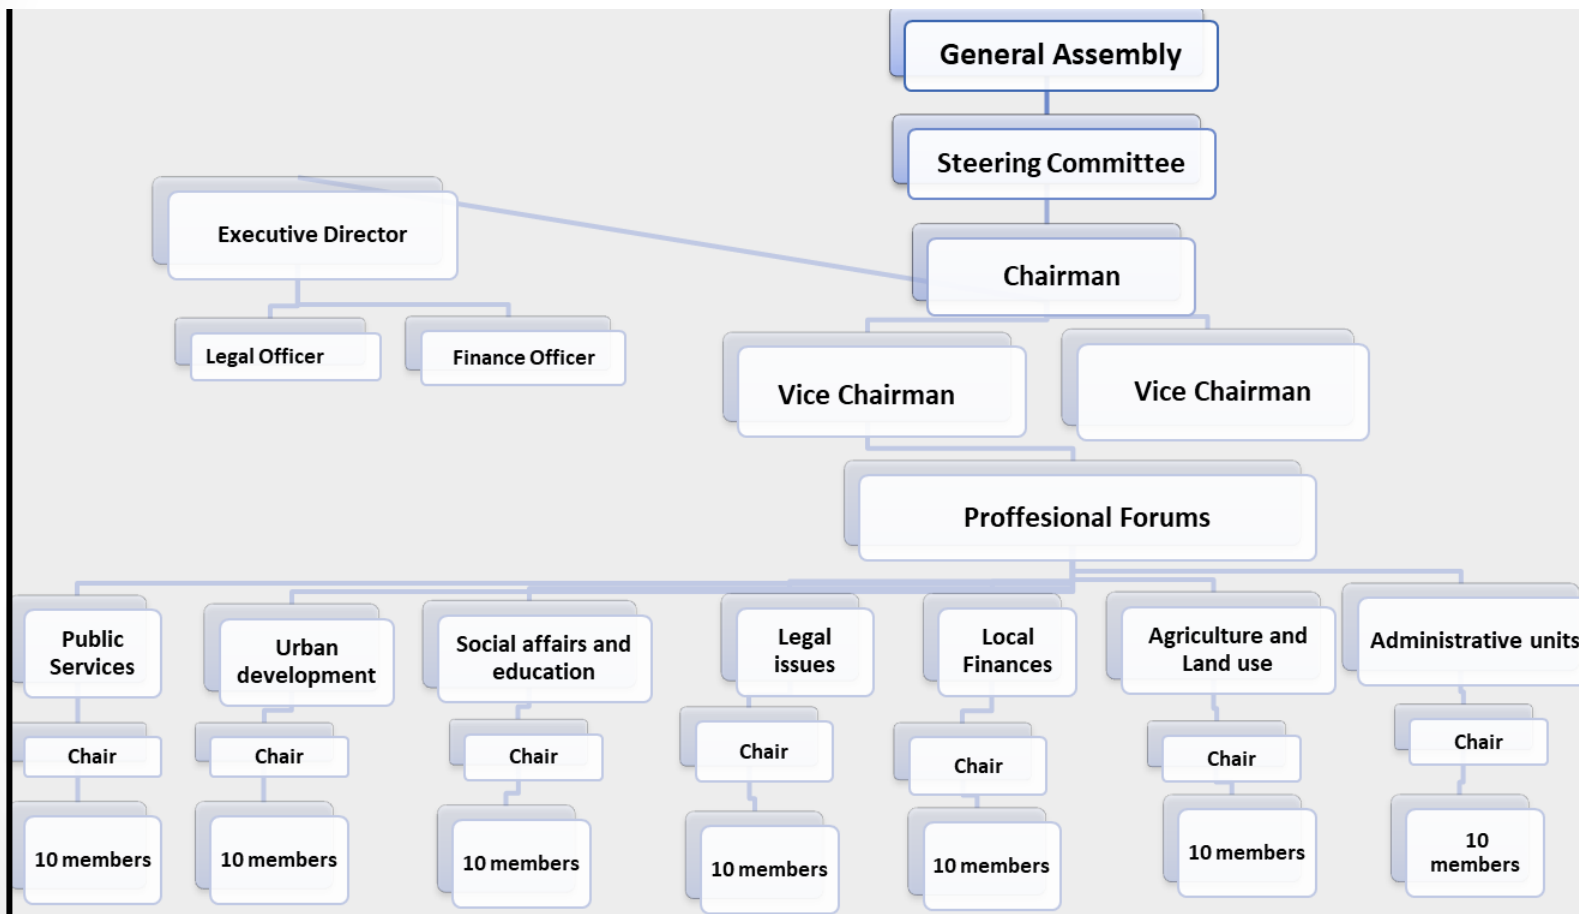 General Assembly
Steering Committee
Executive Director
Chairman
Legal Officer
Finance Officer
Vice Chairman
Vice Chairman
Proffesional Forums
Public
Services
Urban
development
Social affairs and
education
Legal
issues
Local
Finances
Agriculture and
Land use
Administrative units
Chair
Chair
Chair
Chair
Chair
Chair
Chair
10 members
10 members
10 members
10 members
10 members
10 members
10
members